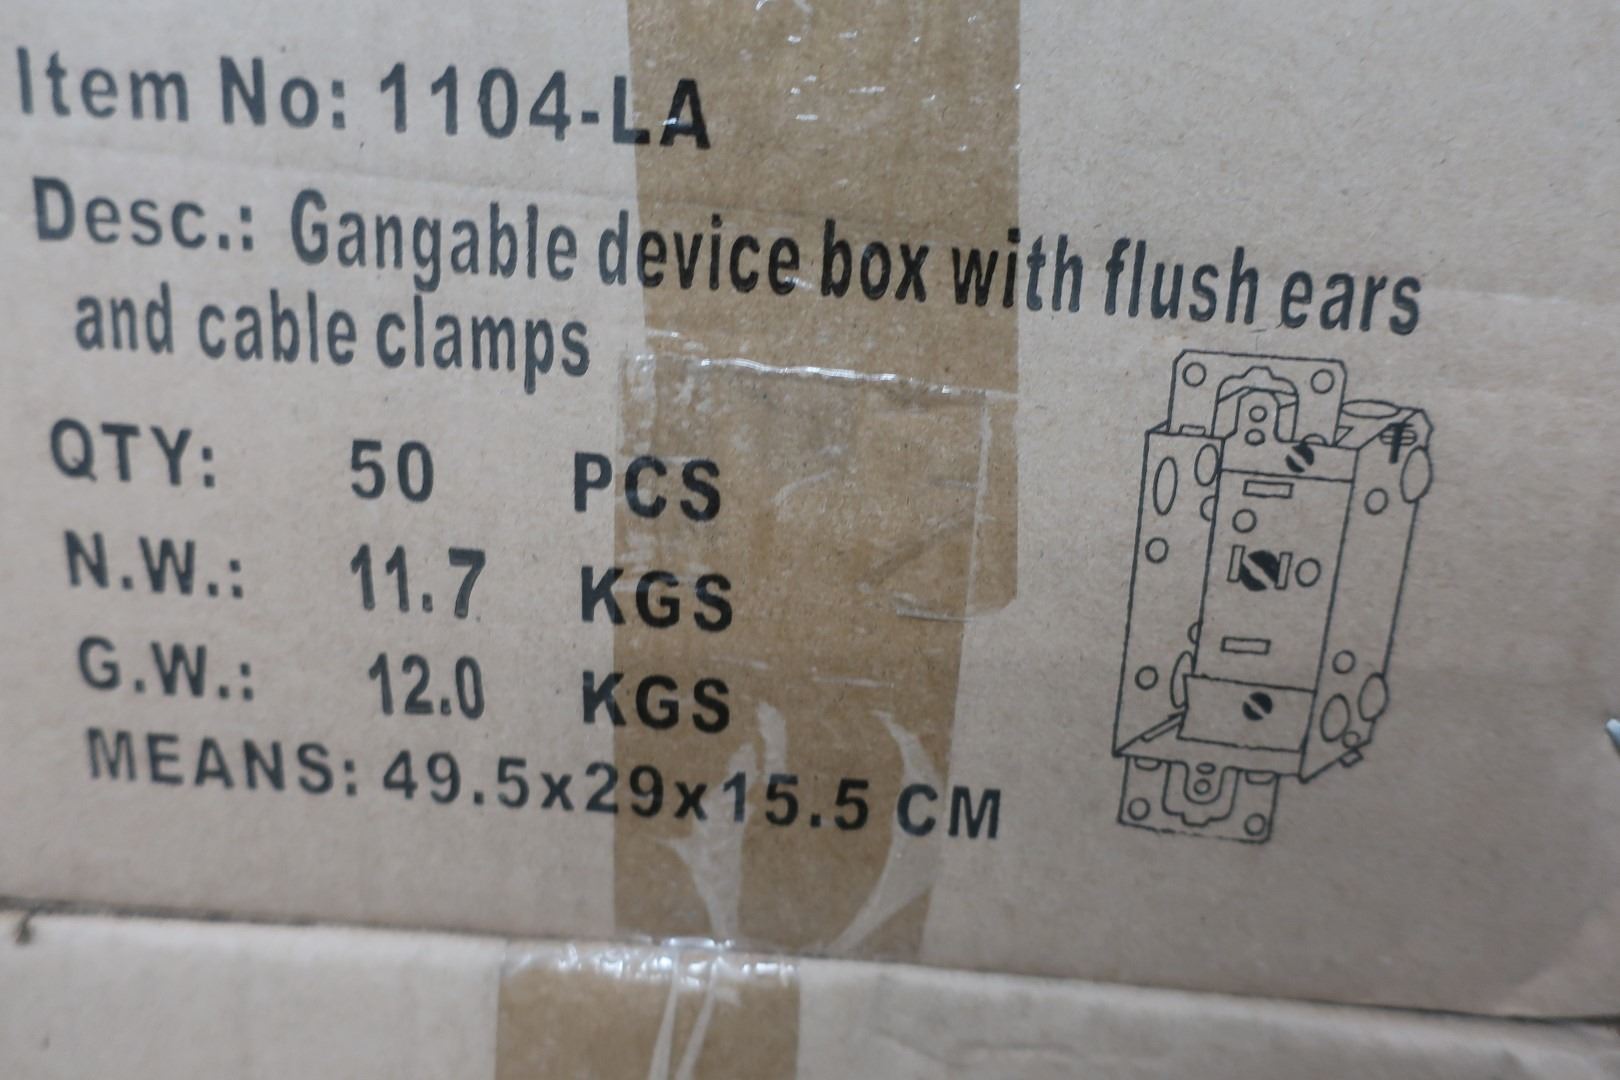 Item No: 1104-LA
Desc.: Gangable device box with flush ears
and cable clamps
QTY: 50 PCS
N.W.: 11.7 KGS
G.W.: 12.0 KGS
MEANS: 49.5x29x15.5 CM